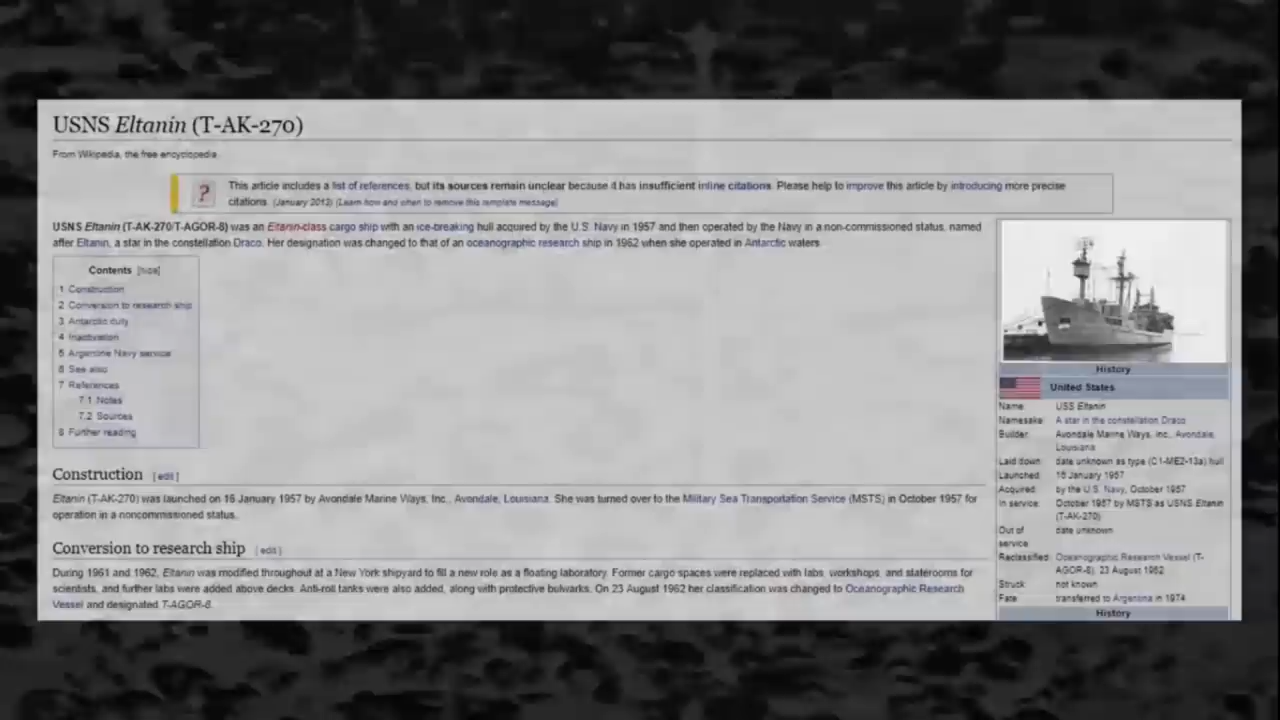 USNS Eltanin (T-AK-270)
From Wikipedia, the free encyclopedia
?
This article includes a list of references, but its sources remain unclear because it has insufficient inline citations. Please help to improve this article by introducing more precise
citations. (January 2013) (Learn how and when to remove this template message)
USNS Eltanin (T-AK-270/T-AGOR-8) was an Eltanin-class cargo ship with an ice-breaking hull acquired by the U.S. Navy in 1957 and then operated by the Navy in a non-commissioned status, named
after Eltanin, a star in the constellation Draco. Her designation was changed to that of an oceanographic research ship in 1962 when she operated in Antarctic waters.
Contents [hide]
1 Construction
2 Conversion to research ship
3 Antarctic duty
4 Inactivation
5 Argentine Navy service
6 See also
7 References
7.1 Notes
7.2 Sources
8 Further reading
Construction [edit]
Eltanin (T-AK-270) was launched on 16 January 1957 by Avondale Marine Ways, Inc., Avondale, Louisiana. She was turned over to the Military Sea Transportation Service (MSTS) in October 1957 for
operation in a noncommissioned status.
Conversion to research ship [edit]
During 1961 and 1962, Eltanin was modified throughout at a New York shipyard to fill a new role as a floating laboratory. Former cargo spaces were replaced with labs, workshops, and staterooms for
scientists, and further labs were added above decks. Anti-roll tanks were also added, along with protective bulwarks. On 23 August 1962 her classification was changed to Oceanographic Research
Vessel and designated T-AGOR-8.
History
United States
Name: USS Eltanin
Namesake: A star in the constellation Draco
Builder: Avondale Marine Ways, Inc., Avondale,
Louisiana
Laid down: date unknown as type (C1-ME2-13a) hull
Launched: 16 January 1957
Acquired: by the U.S. Navy, October 1957
In service: October 1957 by MSTS as USNS Eltanin
(T-AK-270)
Out of date unknown
service:
Reclassified: Oceanographic Research Vessel (T-
AGOR-8), 23 August 1962
Struck: not known
Fate: transferred to Argentina in 1974
History